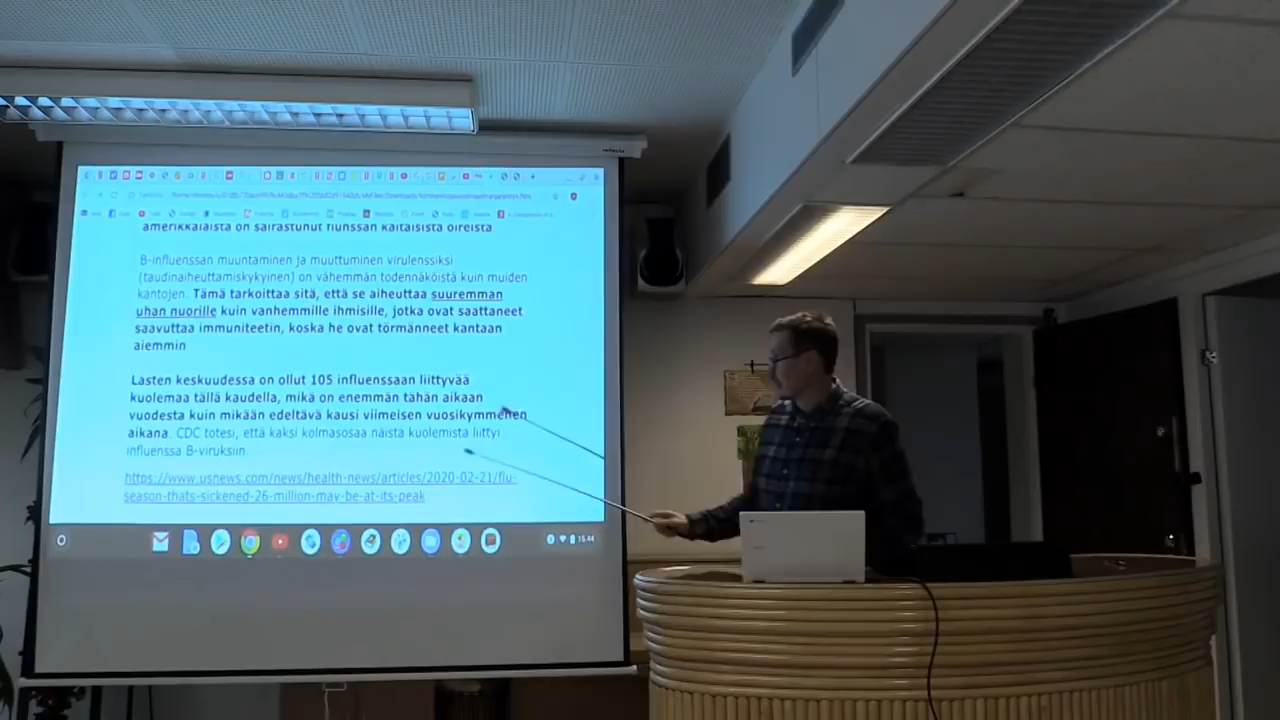 amerikkalaista on sairastunut flunssan kaltaisista oireista
B-influenssan muuntaminen ja muuttuminen virulenssiksi
(taudinaiheuttamiskykyinen) on vähemmän todennäköistä kuin muiden
kantojen. Tämä tarkoittaa sitä, että se aiheuttaa suuremman
uhan nuorille kuin vanhemmille ihmisille, jotka ovat saattaneet
saavuttaa immuniteetin, koska he ovat törmänneet kantaan
aiemmin
Lasten keskuudessa on ollut 105 influenssaan liittyvää
kuolemaa tällä kaudella, mikä on enemmän tähän aikaan
vuodesta kuin mikään edeltävä kausi viimeisen vuosikymmenen
aikana. CDC totesi, että kaksi kolmasosaa näistä kuolemista liittyi
influenssa B-viruksiin.
https://www.usnews.com/news/health-news/articles/2020-02-21/flu-
season-thats-sickened-26-million-may-be-at-its-peak
15.44